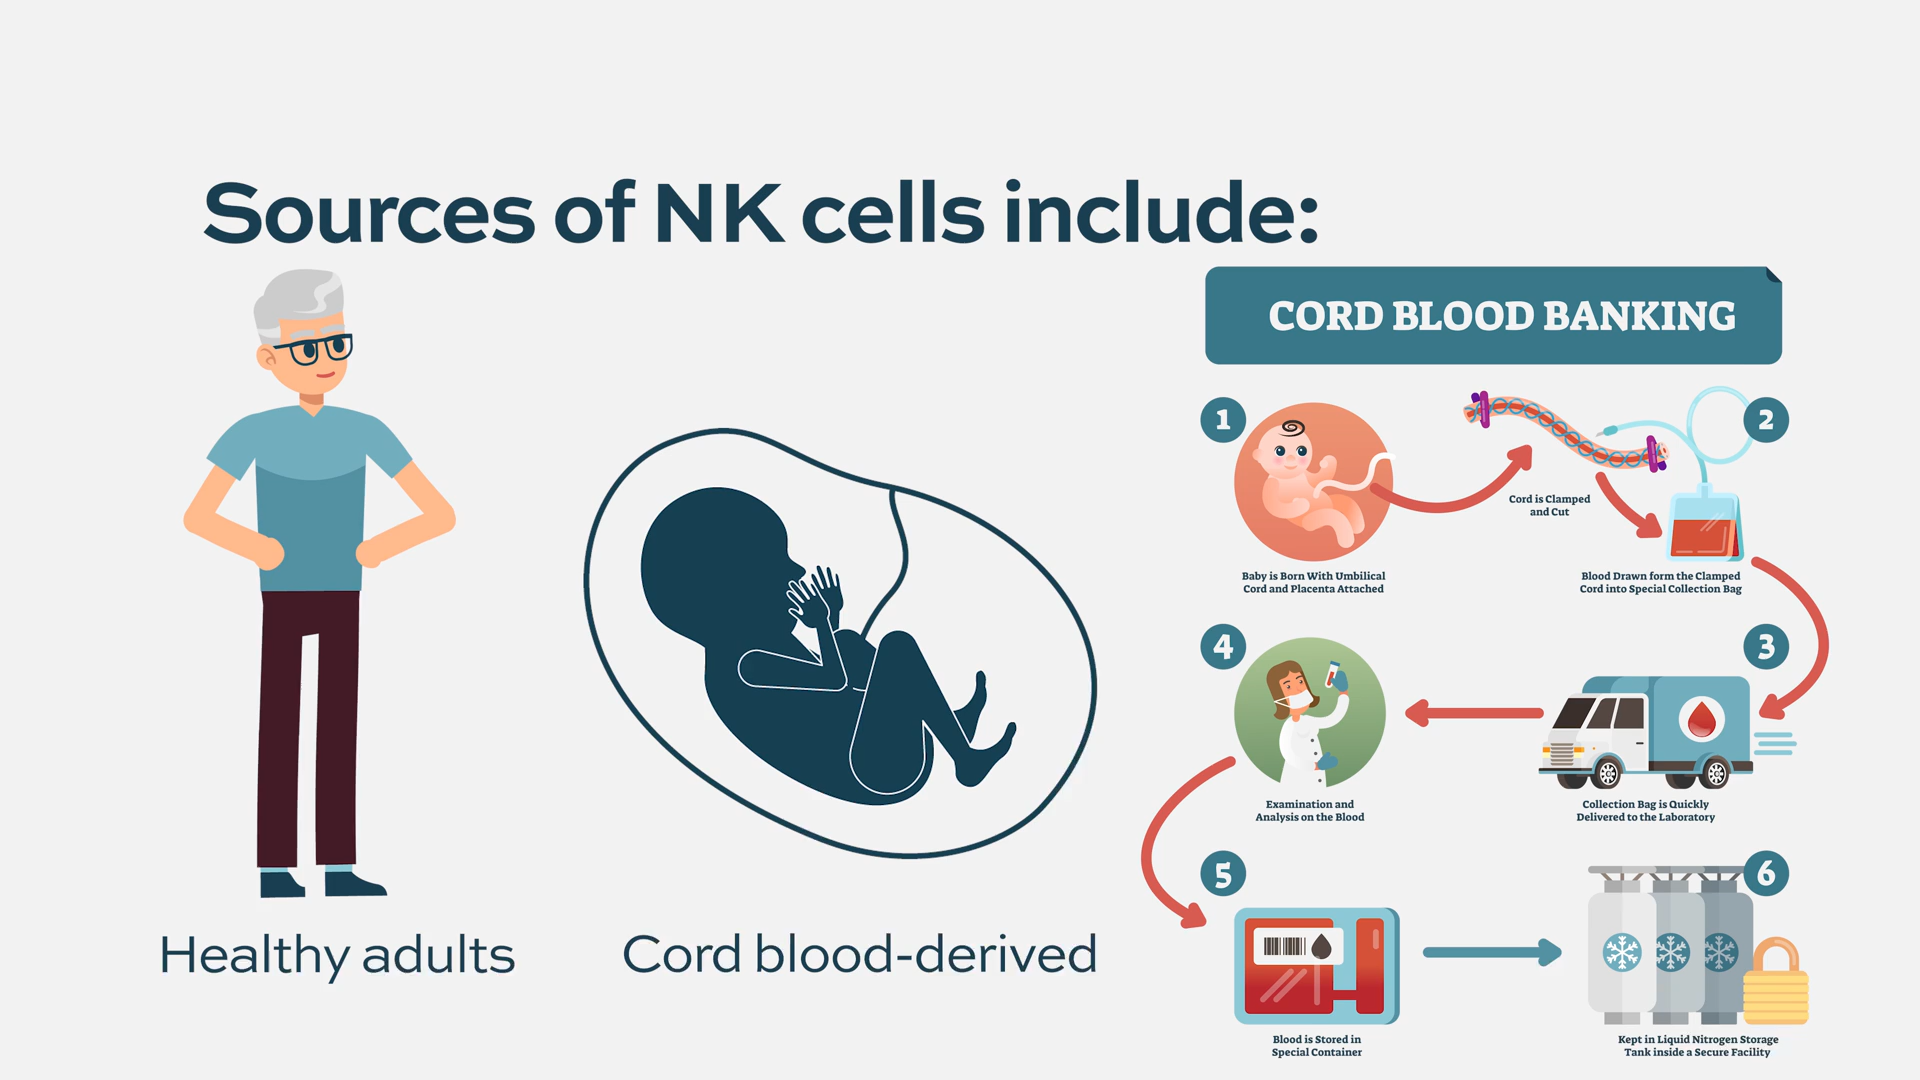 Sources of NK cells include:
Healthy adults
Cord blood-derived
CORD BLOOD BANKING
1
Baby is Born With Umbilical
Cord and Placenta Attached
Cord is Clamped
and Cut
2
Blood Drawn form the Clamped
Cord into Special Collection Bag
3
Collection Bag is Quickly
Delivered to the Laboratory
4
Examination and
Analysis on the Blood
5
Blood is Stored in
Special Container
6
Kept in Liquid Nitrogen Storage
Tank inside a Secure Facility